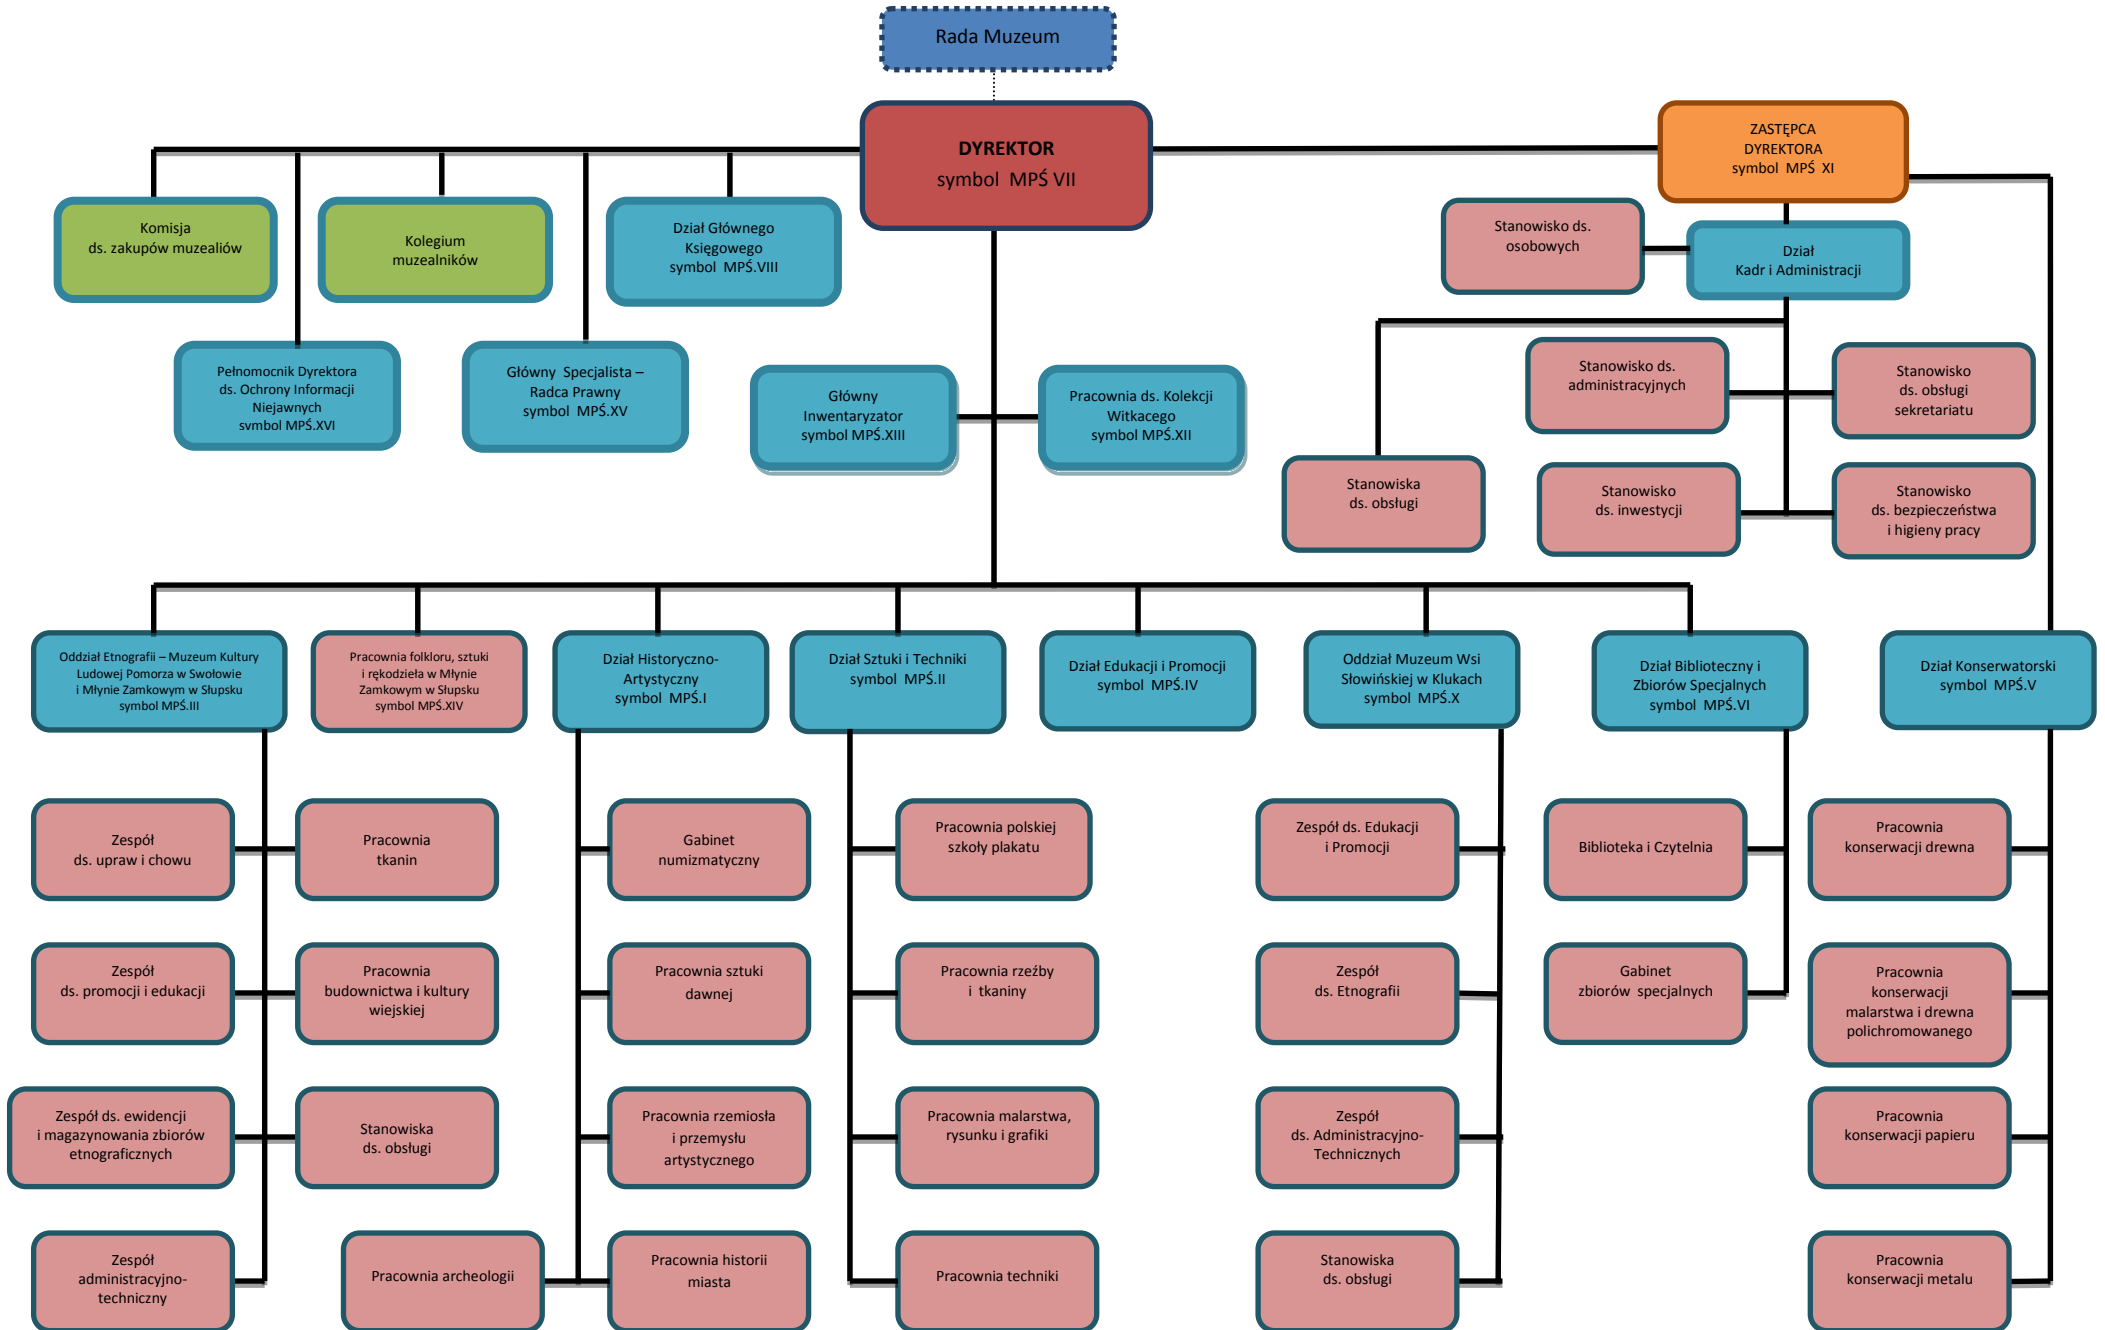 Rada Muzeum
DYREKTOR
symbol MPŚ VII
ZASTĘPCA
DYREKTORA
symbol MPŚ XI
Komisja
ds. zakupów muzealiów
Kolegium
muzealników
Dział Głównego
Księgowego
symbol MPŚ.VIII
Stanowisko ds.
osobowych
Dział
Kadr i Administracji
Pełnomocnik Dyrektora
ds. Ochrony Informacji
Niejawnych
symbol MPŚ.XVI
Główny Specjalista –
Radca Prawny
symbol MPŚ.XV
Główny
Inwentaryzator
symbol MPŚ.XIII
Pracownia ds. Kolekcji
Witkacego
symbol MPŚ.XII
Stanowisko ds.
administracyjnych
Stanowisko
ds. obsługi
sekretariatu
Stanowiska
ds. obsługi
Stanowisko
ds. inwestycji
Stanowisko
ds. bezpieczeństwa
i higieny pracy
Oddział Etnografii – Muzeum Kultury
Ludowej Pomorza w Swołowie
i Młynie Zamkowym w Słupsku
symbol MPŚ.III
Pracownia folkloru, sztuki
i rękodzieła w Młynie
Zamkowym w Słupsku
symbol MPŚ.XIV
Dział Historyczno-
Artystyczny
symbol MPŚ.I
Dział Sztuki i Techniki
symbol MPŚ.II
Dział Edukacji i Promocji
symbol MPŚ.IV
Oddział Muzeum Wsi
Słowińskiej w Klukach
symbol MPŚ.X
Dział Biblioteczny i
Zbiorów Specjalnych
symbol MPŚ.VI
Dział Konserwatorski
symbol MPŚ.V
Zespół
ds. upraw i chowu
Pracownia
tkanin
Gabinet
numizmatyczny
Pracownia polskiej
szkoły plakatu
Zespół ds. Edukacji
i Promocji
Biblioteka i Czytelnia
Pracownia
konserwacji drewna
Zespół
ds. promocji i edukacji
Pracownia
budownictwa i kultury
wiejskiej
Pracownia sztuki
dawnej
Pracownia rzeźby
i tkaniny
Zespół
ds. Etnografii
Gabinet
zbiorów specjalnych
Pracownia
konserwacji
malarstwa i drewna
polichromowanego
Zespół ds. ewidencji
i magazynowania zbiorów
etnograficznych
Stanowiska
ds. obsługi
Pracownia rzemiosła
i przemysłu
artystycznego
Pracownia malarstwa,
rysunku i grafiki
Zespół
ds. Administracyjno-
Technicznych
Pracownia
konserwacji papieru
Zespół
administracyjno-
techniczny
Pracownia archeologii
Pracownia historii
miasta
Pracownia techniki
Stanowiska
ds. obsługi
Pracownia
konserwacji metalu